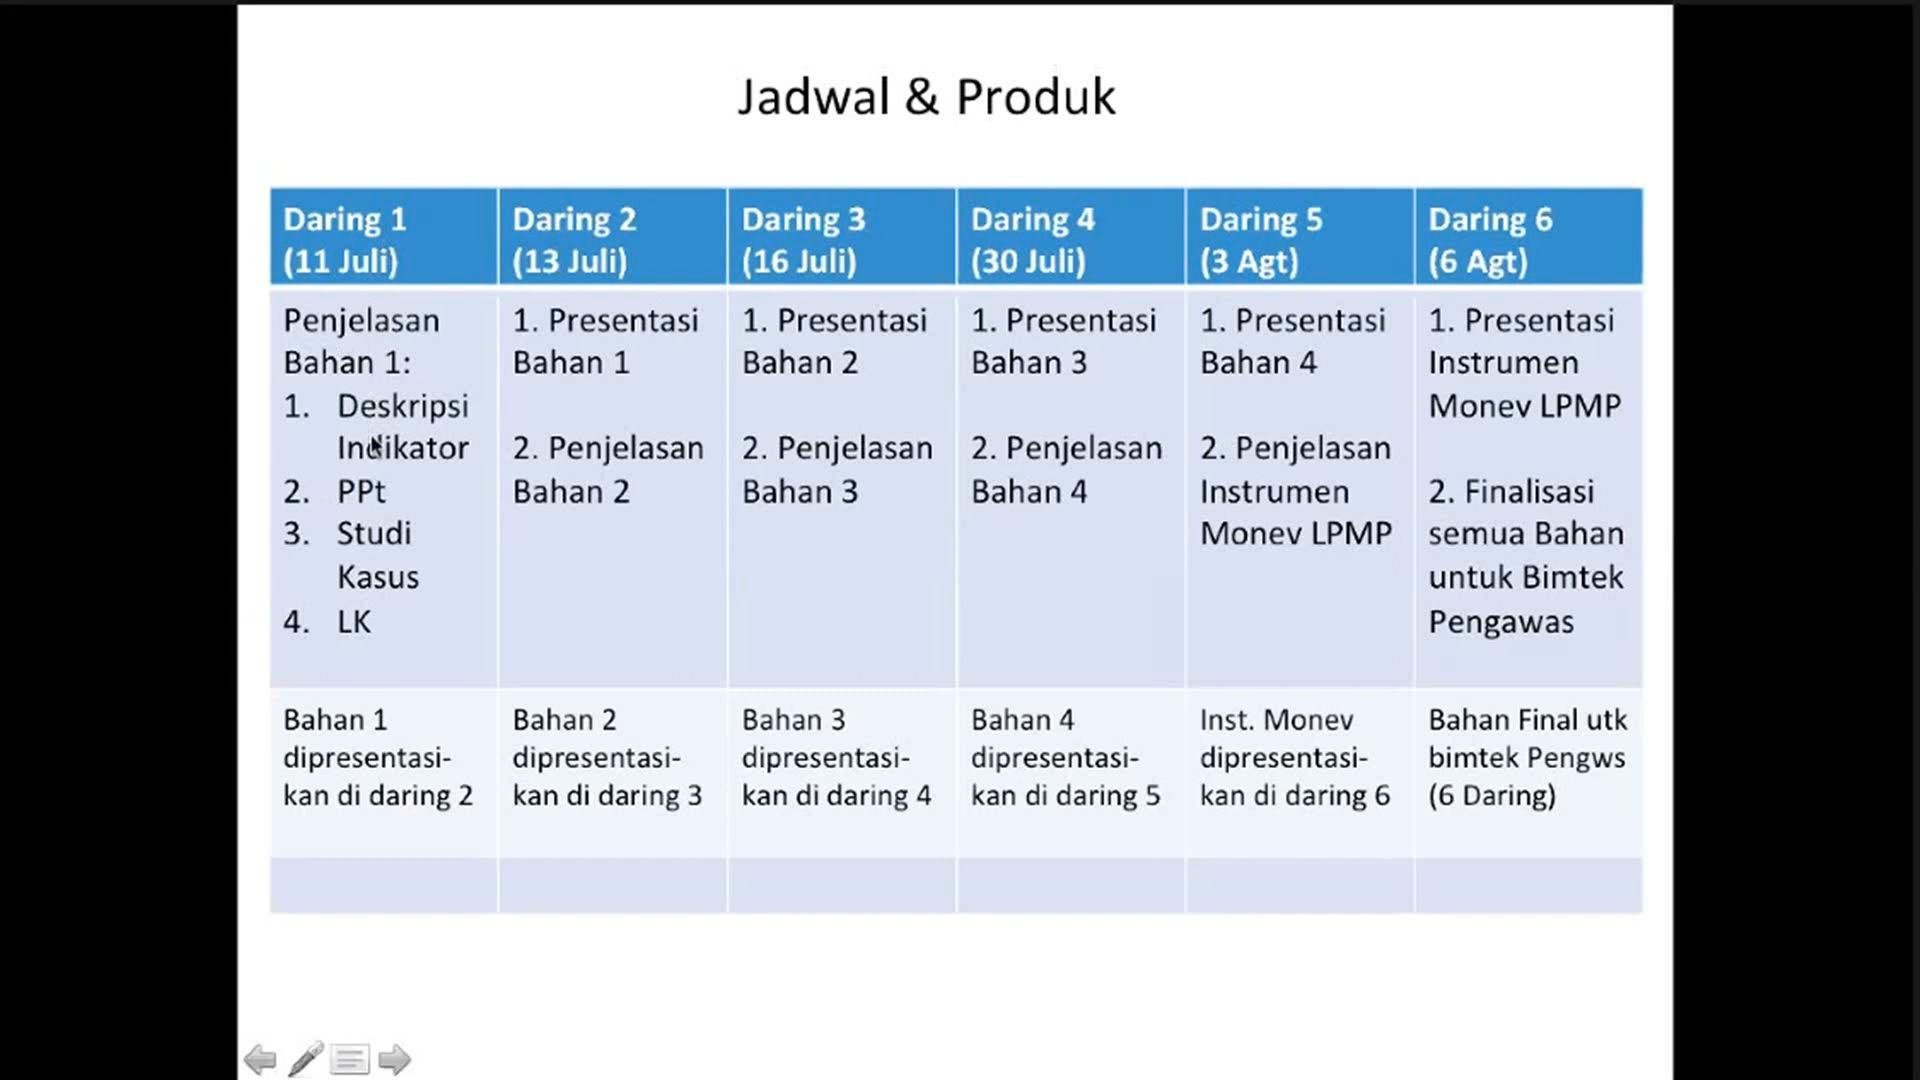 Jadwal & Produk
Daring 1
(11 Juli)
Daring 2
(13 Juli)
Daring 3
(16 Juli)
Daring 4
(30 Juli)
Daring 5
(3 Agt)
Daring 6
(6 Agt)
Penjelasan
Bahan 1:
1. Deskripsi
Indikator
2. PPt
3. Studi
Kasus
4. LK
1. Presentasi
Bahan 1
2. Penjelasan
Bahan 2
1. Presentasi
Bahan 2
2. Penjelasan
Bahan 3
1. Presentasi
Bahan 3
2. Penjelasan
Bahan 4
1. Presentasi
Bahan 4
2. Penjelasan
Instrumen
Monev LPMP
1. Presentasi
Instrumen
Monev LPMP
2. Finalisasi
semua Bahan
untuk Bimtek
Pengawas
Bahan 1
dipresentasi-
kan di daring 2
Bahan 2
dipresentasi-
kan di daring 3
Bahan 3
dipresentasi-
kan di daring 4
Bahan 4
dipresentasi-
kan di daring 5
Inst. Monev
dipresentasi-
kan di daring 6
Bahan Final utk
bimtek Pengws
(6 Daring)